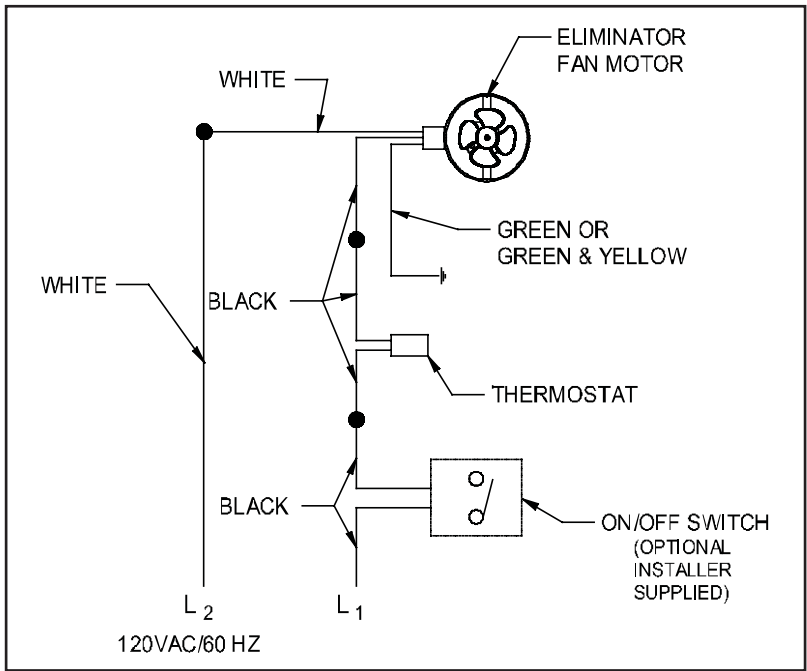 ELIMINATOR
FAN MOTOR
WHITE
GREEN OR
GREEN & YELLOW
WHITE
BLACK
THERMOSTAT
BLACK
ON/OFF SWITCH
(OPTIONAL
INSTALLER
SUPPLIED)
L2
L1
120VAC/60 HZ